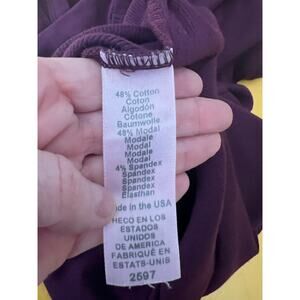 48% Cotton
Coton
Algodón
Cotone
Baumwolle
48% Modal
Modale
Modal
Modale
Modal
4% Spandex
Spandex
Spandex
Spandex
Elasthan
de in the USA
HECO EN LOS
ESTADOS
UNIDOS
DE AMERICA
FABRIQUÉ EN
ETATS-UNIS
2597